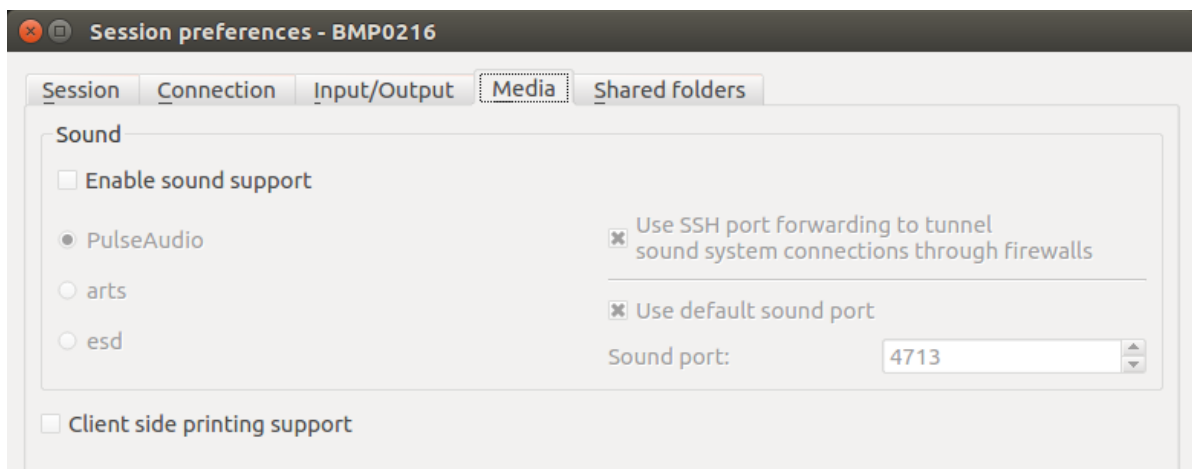 Session preferences - BMP0216
Session Connection Input/Output Media Shared folders
Sound
Enable sound support
PulseAudio
arts
esd
Use SSH port forwarding to tunnel
sound system connections through firewalls
Use default sound port
Sound port: 4713
Client side printing support